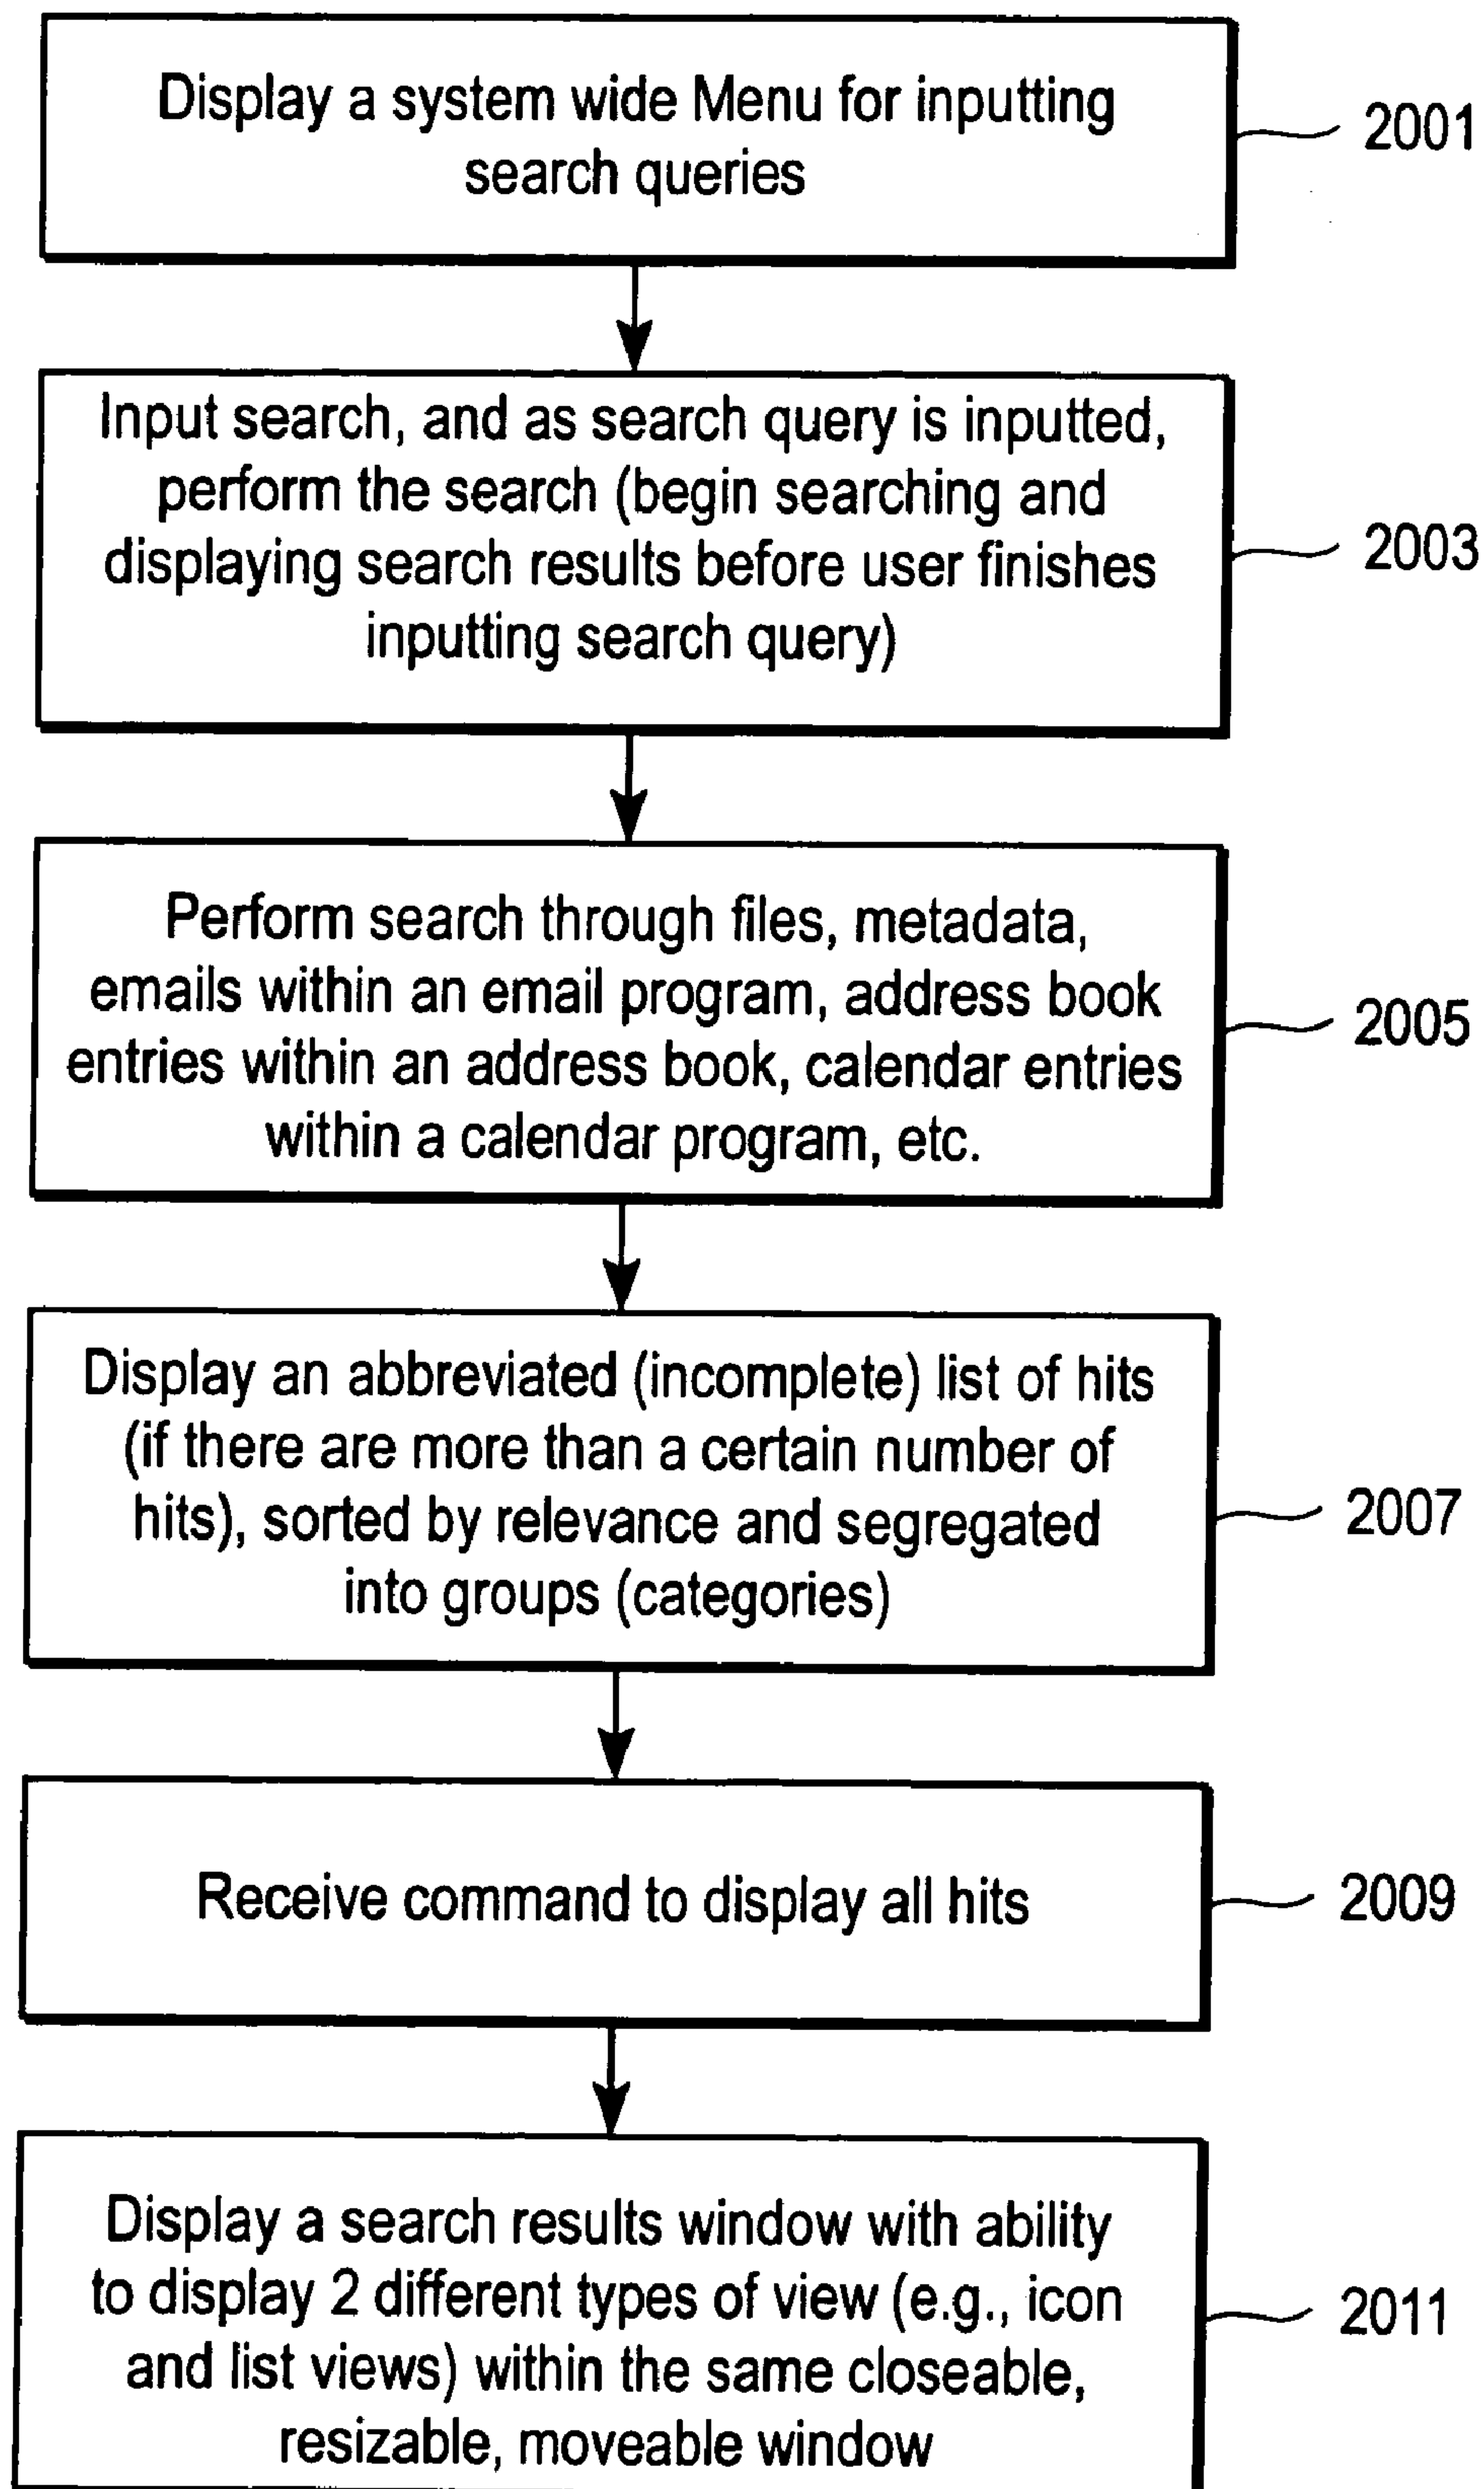 Display a system wide Menu for inputting
search queries
2001
Input search, and as search query is inputted,
perform the search (begin searching and
displaying search results before user finishes
inputting search query)
2003
Perform search through files, metadata,
emails within an email program, address book
entries within an address book, calendar entries
within a calendar program, etc.
2005
Display an abbreviated (incomplete) list of hits
(if there are more than a certain number of
hits), sorted by relevance and segregated
into groups (categories)
2007
Receive command to display all hits
2009
Display a search results window with ability
to display 2 different types of view (e.g., icon
and list views) within the same closeable,
resizable, moveable window
2011